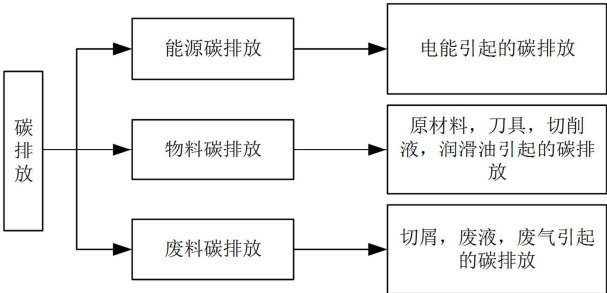 碳
排
放
能源碳排放
电能引起的碳排放
物料碳排放
原材料，刀具，切削
液，润滑油引起的碳排
放
废料碳排放
切屑，废液，废气引起
的碳排放